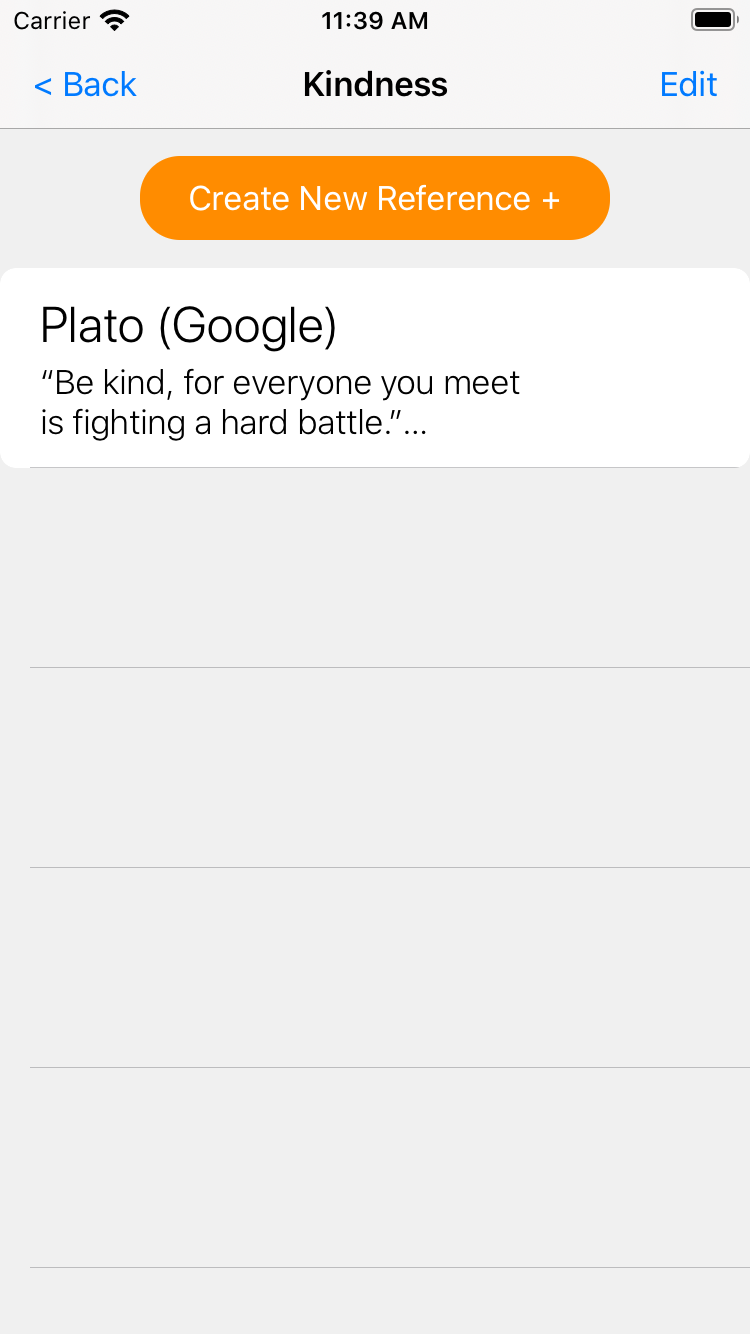 Carrier
11:39 AM
< Back
Kindness
Edit
Create New Reference +
Plato (Google)
“Be kind, for everyone you meet
is fighting a hard battle.”...